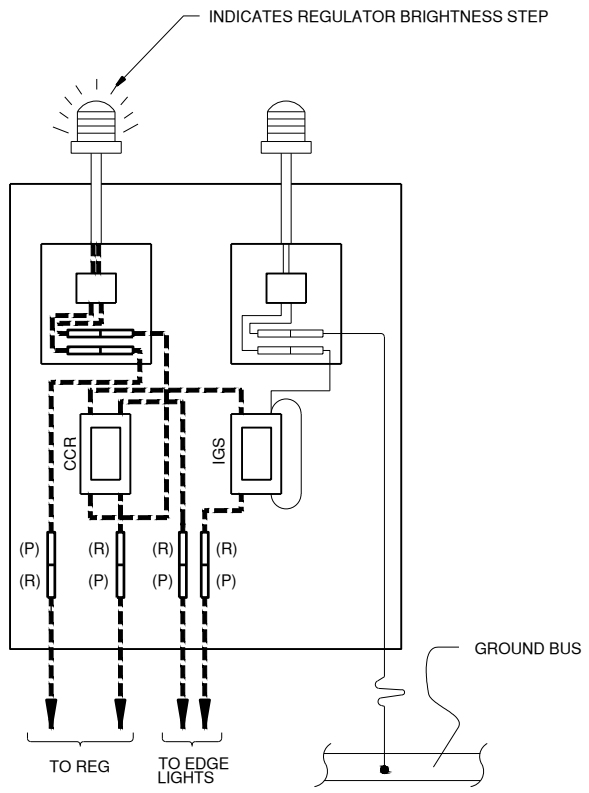 INDICATES REGULATOR BRIGHTNESS STEP
CCR
IGS
(P) (R) (R) (R)
(R) (P) (P) (P)
GROUND BUS
TO REG
TO EDGE
LIGHTS